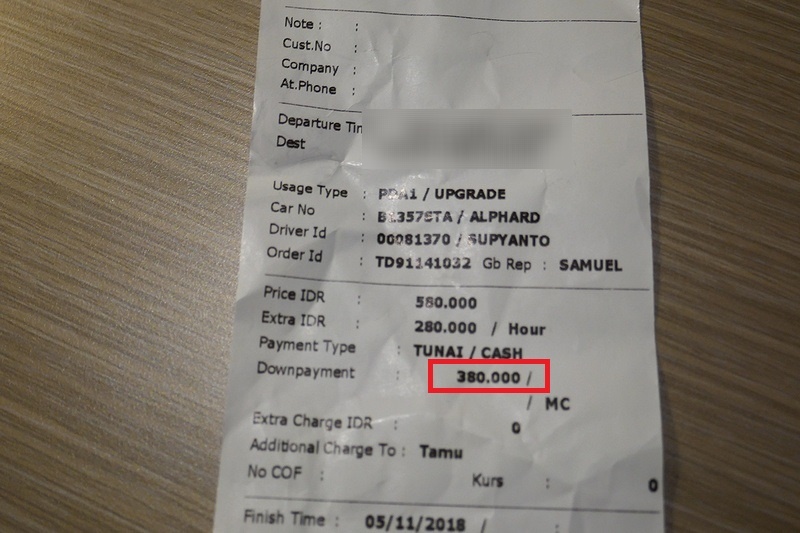 Note : :
Cust.No :
Company :
At.Phone :
Departure Tim
Dest
Usage Type : / UPGRADE
Car No : / ALPHARD
Driver Id : 00081370 / SUPYANTO
Order Id : TD91141032 Gb Rep : SAMUEL
Price IDR : 580.000
Extra IDR : 280.000 / Hour
Payment Type : TUNAI / CASH
Downpayment : 380.000 /
/ MC
Extra Charge IDR : 0
Additional Charge To : Tamu
No COF : Kurs : 0
Finish Time : 05/11/2018 / :